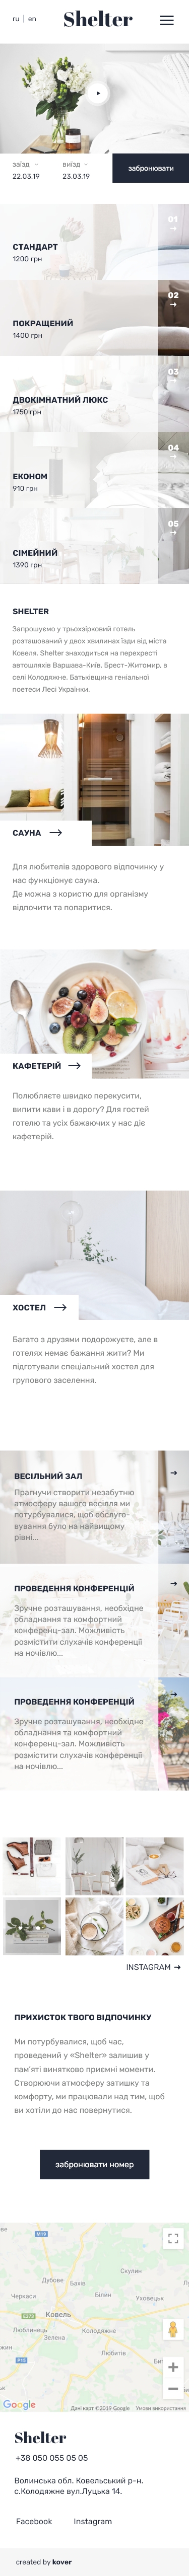 ru | en
Shelter
заїзд
виїзд
22.03.19
23.03.19
забронювати
01
СТАНДАРТ
1200 грн
02
ПОКРАЩЕНИЙ
1400 грн
03
ДВОКІМНАТНИЙ ЛЮКС
1750 грн
04
ЕКОНОМ
910 грн
05
СІМЕЙНИЙ
1390 грн
SHELTER
Запрошуємо у трьохзірковий готель
розташований у двох хвилинах їзди від міста
Ковеля. Shelter знаходиться на перехресті
автошляхів Варшава-Київ, Брест-Житомир, в
селі Колодяжне. Батьківщина геніальної
поетеси Лесі Українки.
САУНА
Для любителів здорового відпочинку у
нас функціонує сауна.
Де можна з користю для організму
відпочити та попаритися.
КАФЕТЕРІЙ
Полюбляєте швидко перекусити,
випити кави і в дорогу? Для гостей
готелю та усіх бажаючих у нас діє
кафетерій.
ХОСТЕЛ
Багато з друзями подорожуєте, але в
готелях немає бажання жити? Ми
підготували спеціальний хостел для
групового заселення.
ВЕСІЛЬНИЙ ЗАЛ
Прагнучи створити незабутню
атмосферу вашого весілля ми
потурбувалися, щоб обслуго-
вування було на найвищому
рівні...
ПРОВЕДЕННЯ КОНФЕРЕНЦІЙ
Зручне розташування, необхідне
обладнання та комфортний
конференц-зал. Можливість
розмістити слухачів конференції
на ночівлю...
ПРОВЕДЕННЯ КОНФЕРЕНЦІЙ
Зручне розташування, необхідне
обладнання та комфортний
конференц-зал. Можливість
розмістити слухачів конференції
на ночівлю...
INSTAGRAM
ПРИХИСТОК ТВОГО ВІДПОЧИНКУ
Ми потурбувалися, щоб час,
проведений у «Shelter» залишив у
пам'яті винятково приємні моменти.
Створюючи атмосферу затишку та
комфорту, ми працювали над тим, щоб
ви хотіли до нас повернутися.
забронювати номер
M19
Скулин
Дубове
Бахів
Черкаси
Білин
Уховецьк
E373
Ковель
Люблинець
Колодяжне
Зелена
Любитів
P15
Google
Дані карт ©2019 Google
Умови використання
Shelter
+38 050 055 05 05
Волинська обл. Ковельський р-н.
с.Колодяжне вул.Луцька 14.
Facebook
Instagram
created by kover